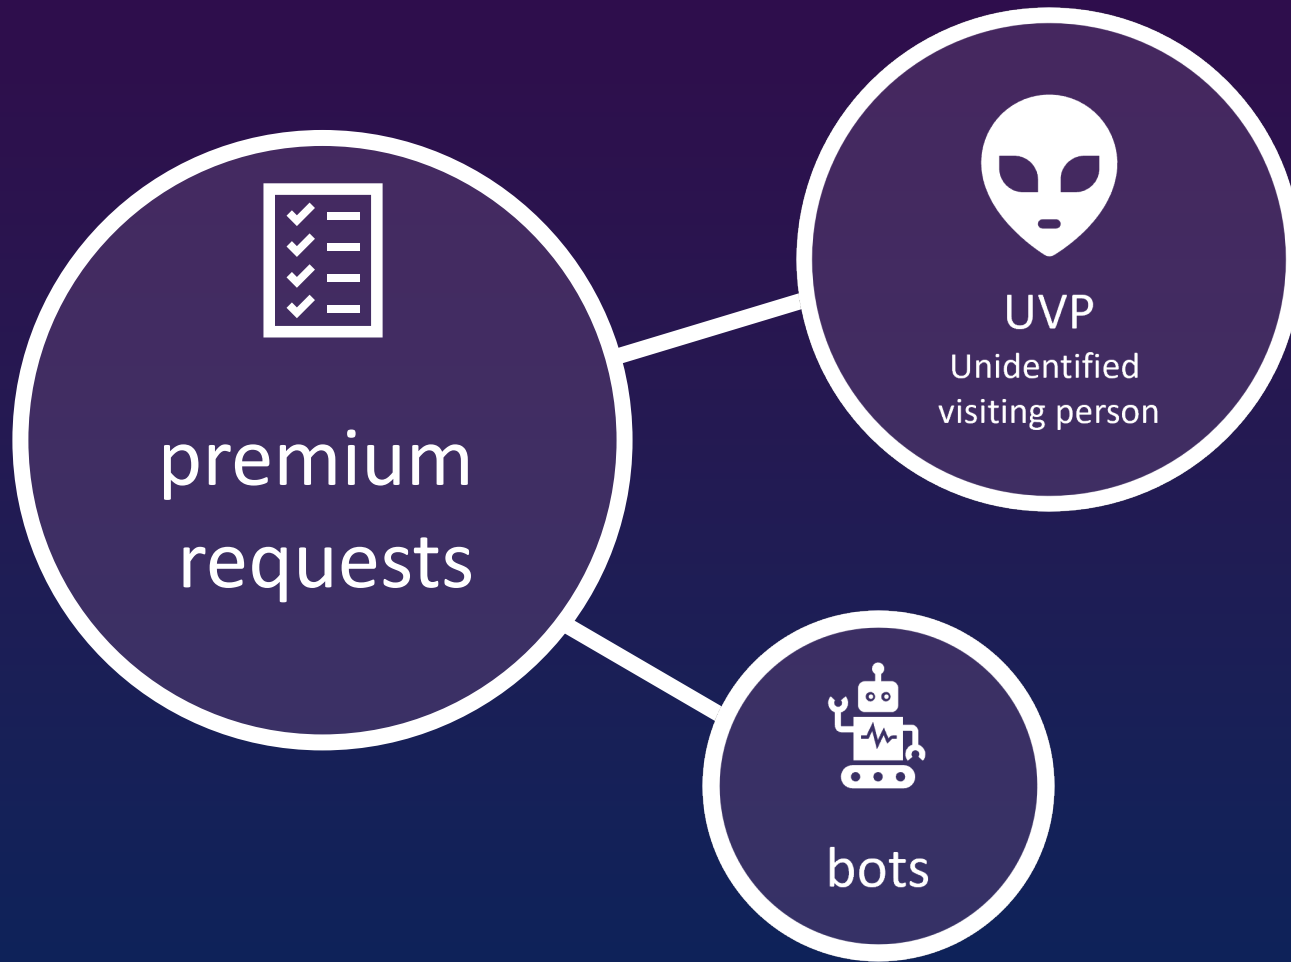 premium
requests
UVP
Unidentified
visiting person
bots